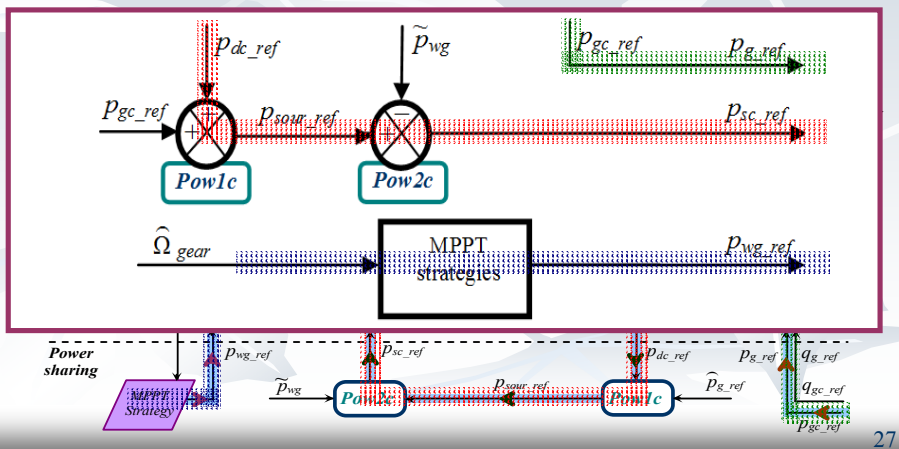 p_dc_ref
p̃_wg
p_gc_ref
p_g_ref
p_gc_ref
p_sour_ref
p_sc_ref
+
+
+
−
Pow1c
Pow2c
Ω̂_gear
MPPT
strategies
p_wg_ref
Power
sharing
p_wg_ref
p_sc_ref
p_dc_ref
p_g_ref
q_g_ref
MPPT
Strategy
p̃_wg
Pow2c
p_sour_ref
Pow1c
p̂_g_ref
q_gc_ref
p_gc_ref
27